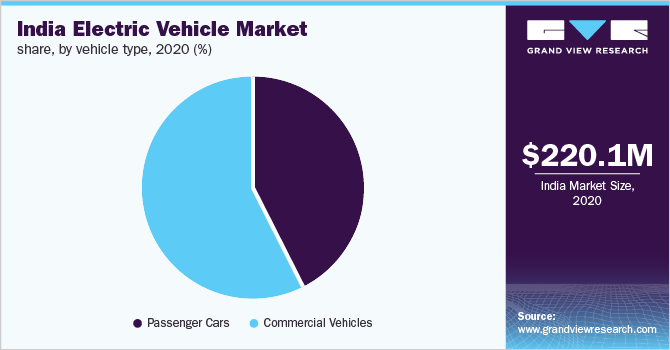 India Electric Vehicle Market
share, by vehicle type, 2020 (%)
Passenger Cars
Commercial Vehicles
GRAND VIEW RESEARCH
$220.1M
India Market Size,
2020
Source:
www.grandviewresearch.com